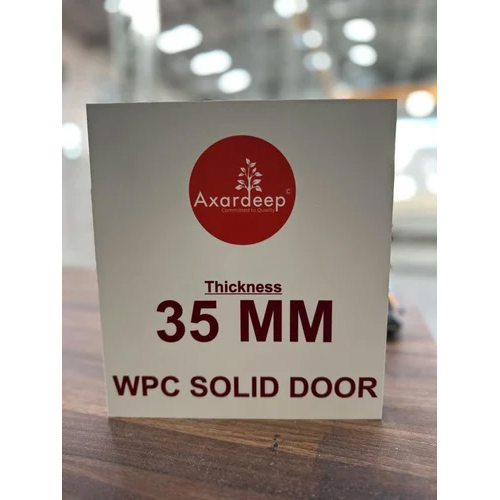 Axardeep
©
Committed to Quality
Thickness
35 MM
WPC SOLID DOOR